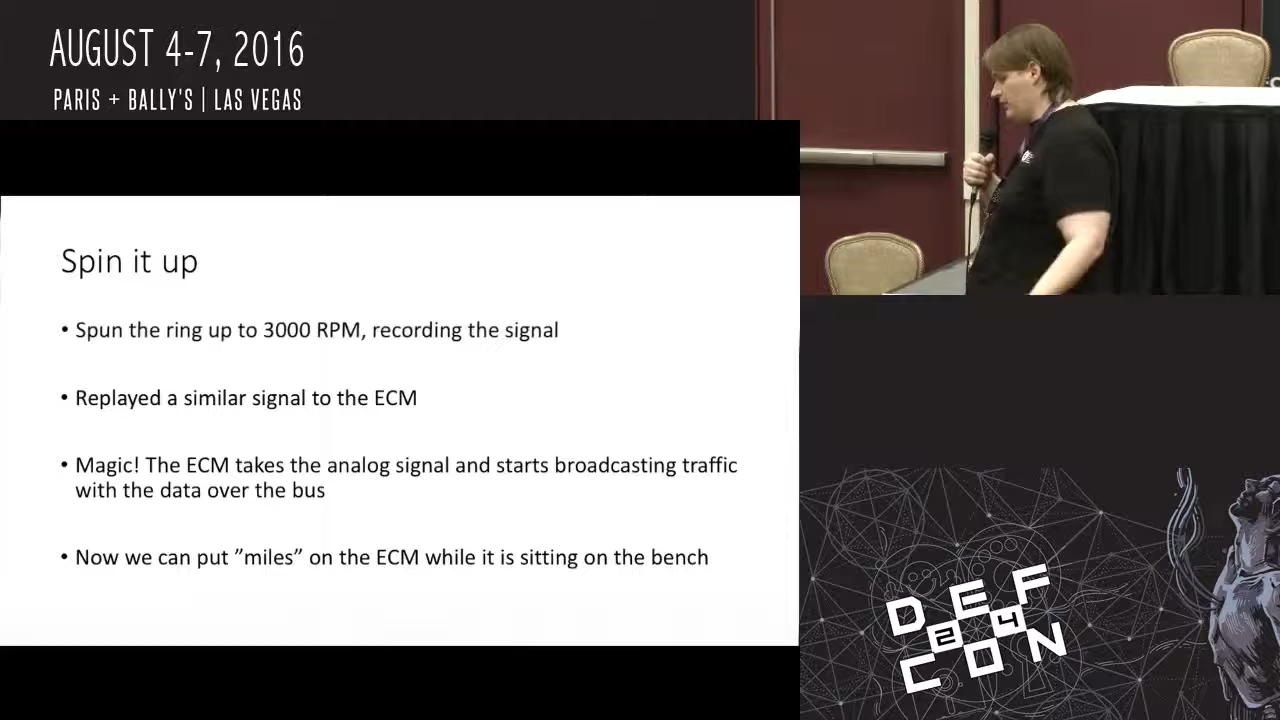 AUGUST 4-7, 2016
PARIS + BALLY'S | LAS VEGAS
Spin it up
• Spun the ring up to 3000 RPM, recording the signal
• Replayed a similar signal to the ECM
• Magic! The ECM takes the analog signal and starts broadcasting traffic
with the data over the bus
• Now we can put ”miles” on the ECM while it is sitting on the bench
DEF
24
CON